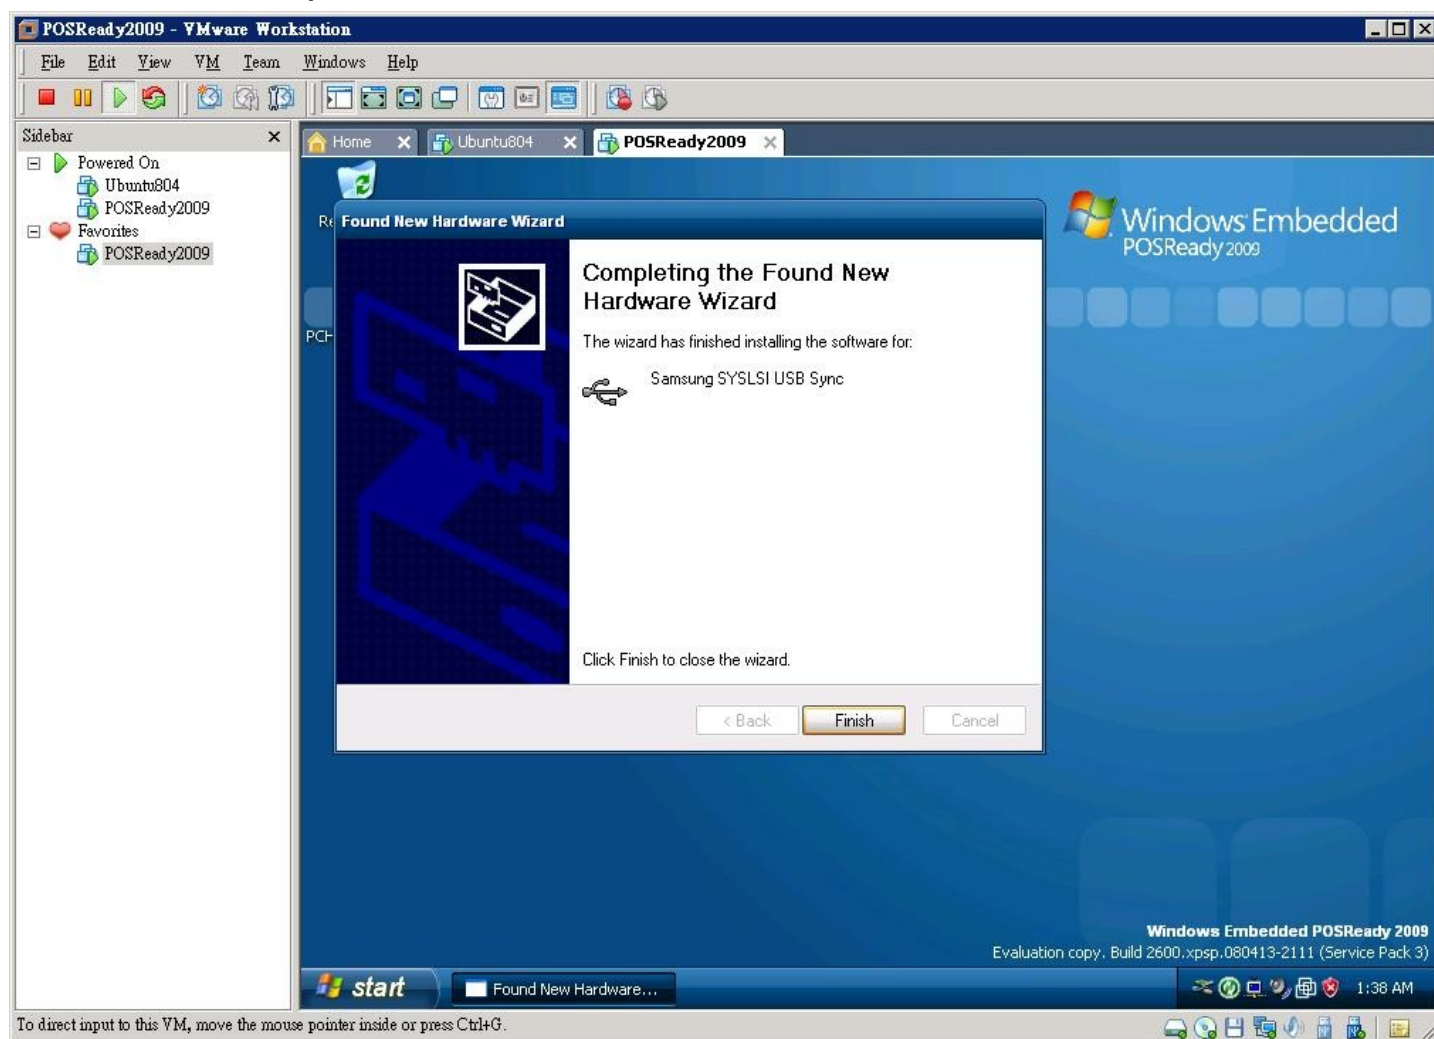 POSReady2009 - VMware Workstation
File Edit View VM Team Windows Help
Sidebar
Powered On
Ubuntu804
POSReady2009
Favorites
POSReady2009
Home Ubuntu804 POSReady2009
Windows Embedded
POSReady 2009
Found New Hardware Wizard
Completing the Found New
Hardware Wizard
The wizard has finished installing the software for:
Samsung SYSLSI USB Sync
Click Finish to close the wizard.
< Back Finish Cancel
Windows Embedded POSReady 2009
Evaluation copy. Build 2600.xpsp.080413-2111 (Service Pack 3)
start Found New Hardware... 1:38 AM
To direct input to this VM, move the mouse pointer inside or press Ctrl+G.